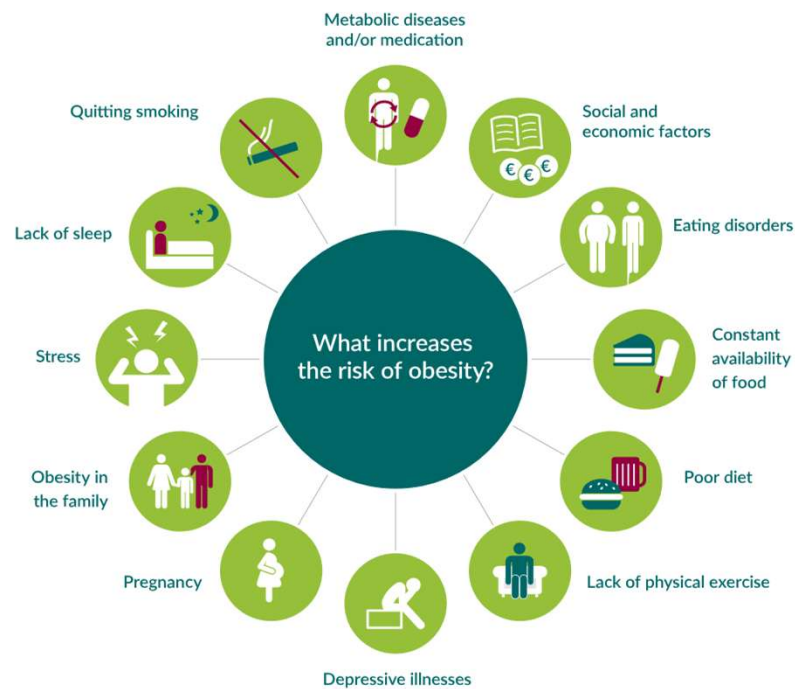 What increases
the risk of obesity?
Metabolic diseases
and/or medication
Social and
economic factors
€ € €
Eating disorders
Constant
availability
of food
Poor diet
Lack of physical exercise
Depressive illnesses
Pregnancy
Obesity in
the family
Stress
Lack of sleep
Quitting smoking